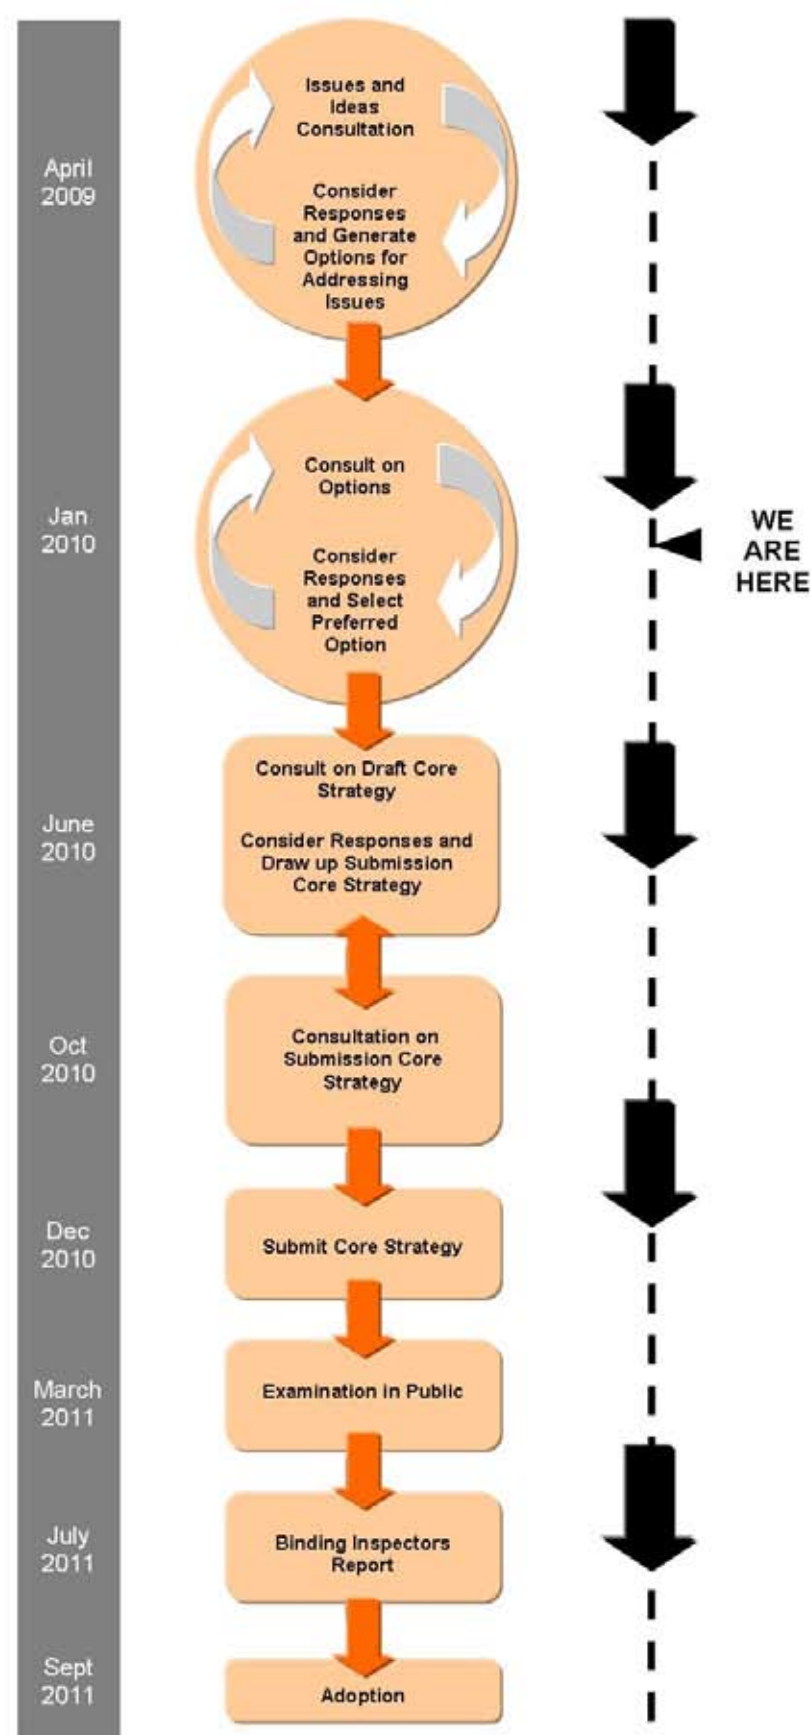 April
2009
Issues and
Ideas
Consultation
Consider
Responses
and Generate
Options for
Addressing
Issues
Jan
2010
Consult on
Options
Consider
Responses
and Select
Preferred
Option
WE
ARE
HERE
June
2010
Consult on Draft Core
Strategy
Consider Responses and
Draw up Submission
Core Strategy
Oct
2010
Consultation on
Submission Core
Strategy
Dec
2010
Submit Core Strategy
March
2011
Examination in Public
July
2011
Binding Inspectors
Report
Sept
2011
Adoption